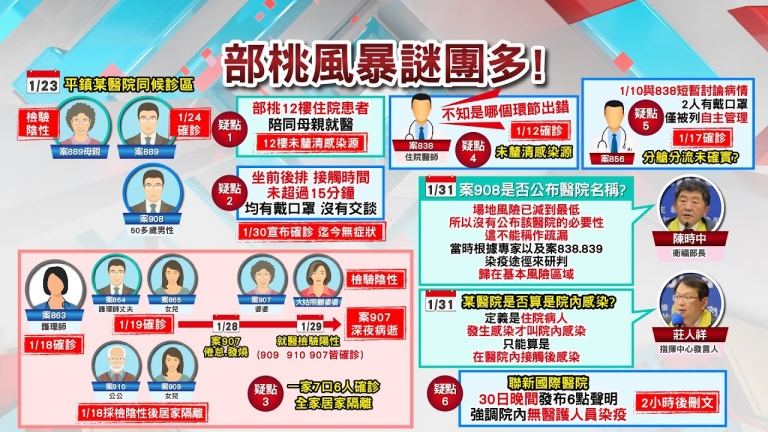 部桃風暴謎團多!
1/23
平鎮某醫院同候診區
檢驗
陰性
案889母親
案889
1/24
確診
案908
50多歲男性
疑點
1
部桃12樓住院患者
陪同母親就醫
12樓未釐清感染源
疑點
2
坐前後排 接觸時間
未超過15分鐘
均有戴口罩 沒有交談
1/30宣布確診 迄今無症狀
案838
住院醫師
不知是哪個環節出錯
1/12確診
疑點
4
未釐清感染源
案856
疑點
5
1/10與838短暫討論病情
2人有戴口罩
僅被列自主管理
1/17確診
分艙分流未確實?
1/31
案908是否公布醫院名稱?
場地風險已減到最低
所以沒有公布該醫院的必要性
這不能稱作疏漏
當時根據專家以及案838.839
染疫途徑來研判
歸在基本風險區域
陳時中
衛福部長
1/31
某醫院是否算是院內感染?
定義是住院病人
發生感染才叫院內感染
只能算是
在醫院內接觸後感染
莊人祥
指揮中心發言人
案863
護理師
1/18確診
案864
護理師丈夫
案865
女兒
1/19確診
案907
婆婆
大姑照顧婆婆
檢驗陰性
1/28
案907
倦怠.發燒
1/29
就醫檢驗陽性
(909 910 907皆確診)
案907
深夜病逝
案910
公公
案909
女兒
1/18採檢陰性後居家隔離
疑點
3
一家7口6人確診
全家居家隔離
疑點
6
聯新國際醫院
30日晚間發布6點聲明
強調院內無醫護人員染疫
2小時後刪文